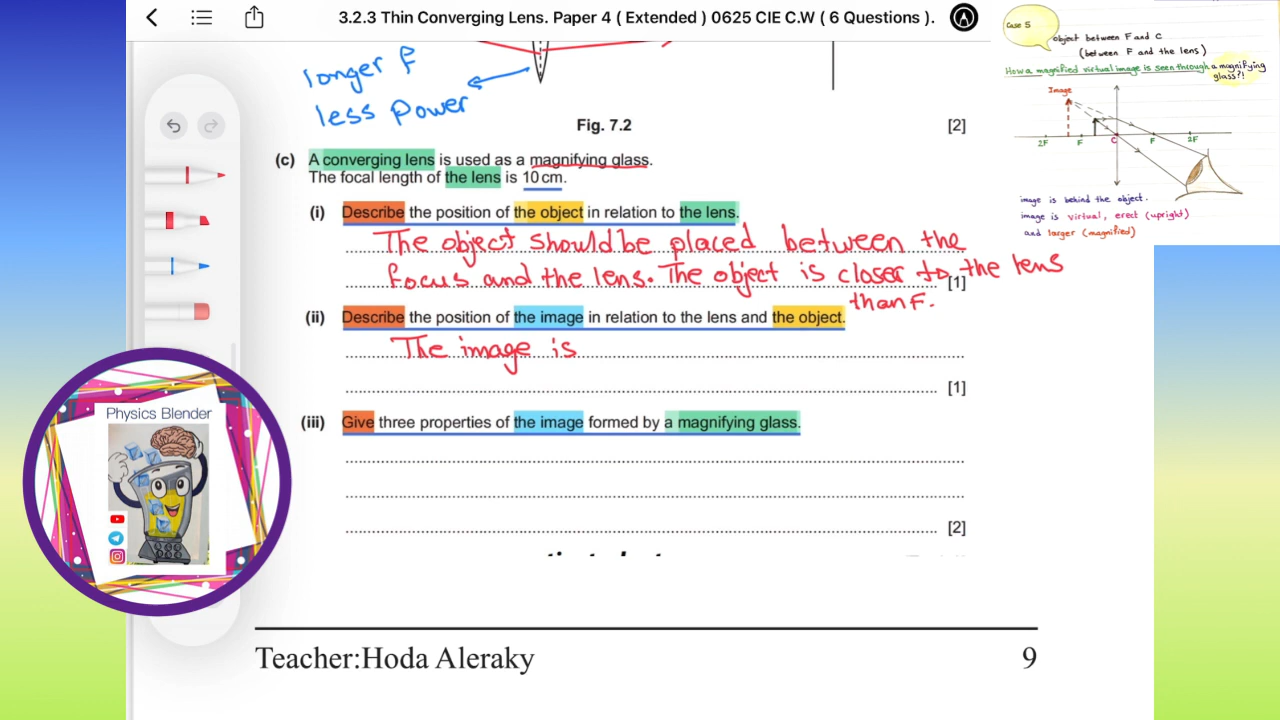 3.2.3 Thin Converging Lens. Paper 4 ( Extended ) 0625 CIE C.W ( 6 Questions ).
longer f
less power
Fig. 7.2 [2]
(c) A converging lens is used as a magnifying glass.
The focal length of the lens is 10 cm.
(i) Describe the position of the object in relation to the lens.
The object should be placed between the
focus and the lens. The object is closer to the lens
than F.
[1]
(ii) Describe the position of the image in relation to the lens and the object.
The image is
[1]
(iii) Give three properties of the image formed by a magnifying glass.
[2]
Teacher:Hoda Aleraky 9
Physics Blender
Case 5
object between F and C
(between F and the lens)
How a magnified virtual image is seen through a magnifying
glass?!
Image
2F F C F 2F
image is behind the object.
image is virtual, erect (upright)
and larger (magnified)